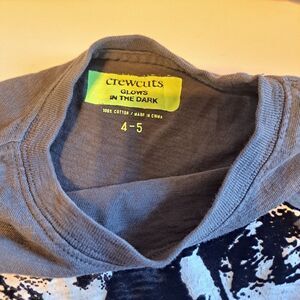 crewcuts
GLOWS
IN THE DARK
100% COTTON / MADE IN CHINA
4-5